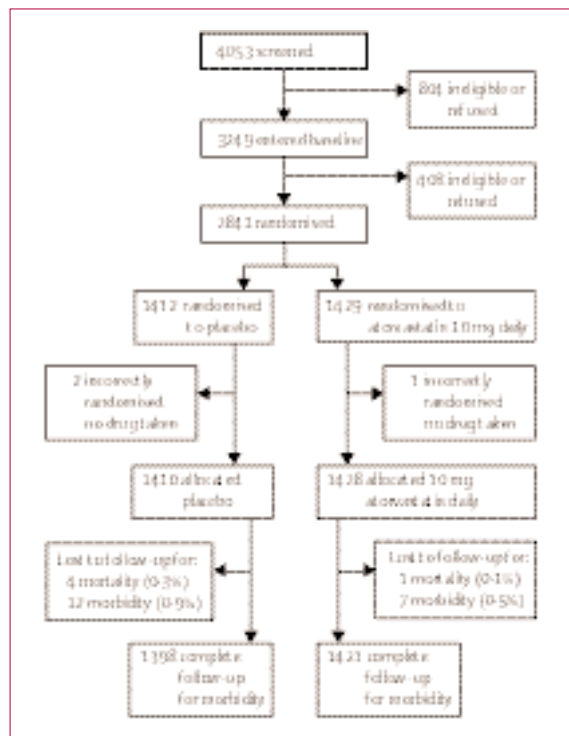 4053 screened
804 ineligible or
refused
3249 entered baseline
408 ineligible or
refused
2841 randomised
1412 randomised
to placebo
1429 randomised to
atorvastatin 10 mg daily
2 incorrectly
randomised
no drug taken
1 incorrectly
randomised
no drug taken
1410 allocated
placebo
1428 allocated 10 mg
atorvastatin daily
Lost to follow-up for:
4 mortality (0·3%)
12 morbidity (0·9%)
Lost to follow-up for:
1 mortality (0·1%)
7 morbidity (0·5%)
1398 complete
follow-up
for morbidity
1421 complete
follow-up
for morbidity